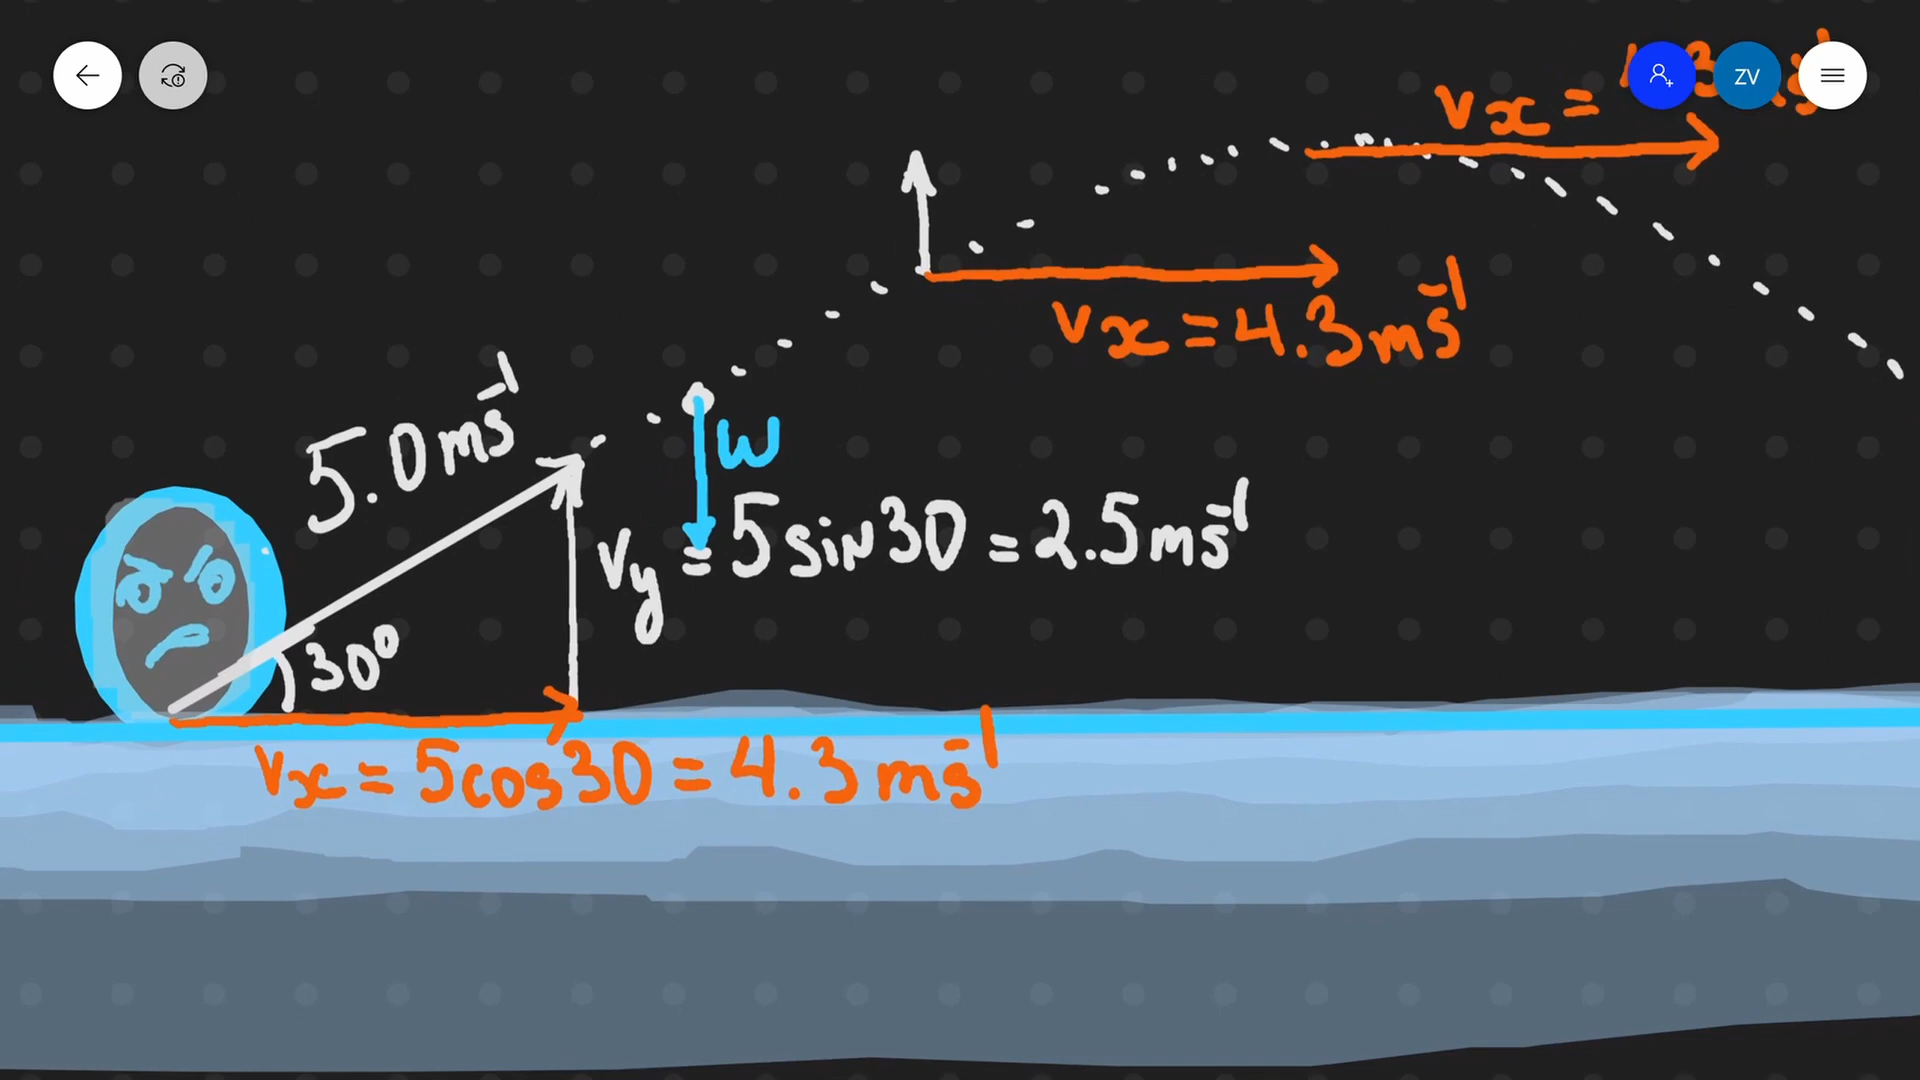 ZV
vx =
vx = 4.3ms⁻¹
5.0ms⁻¹
W
vy = 5sin30 = 2.5ms⁻¹
30°
vx = 5cos30 = 4.3ms⁻¹